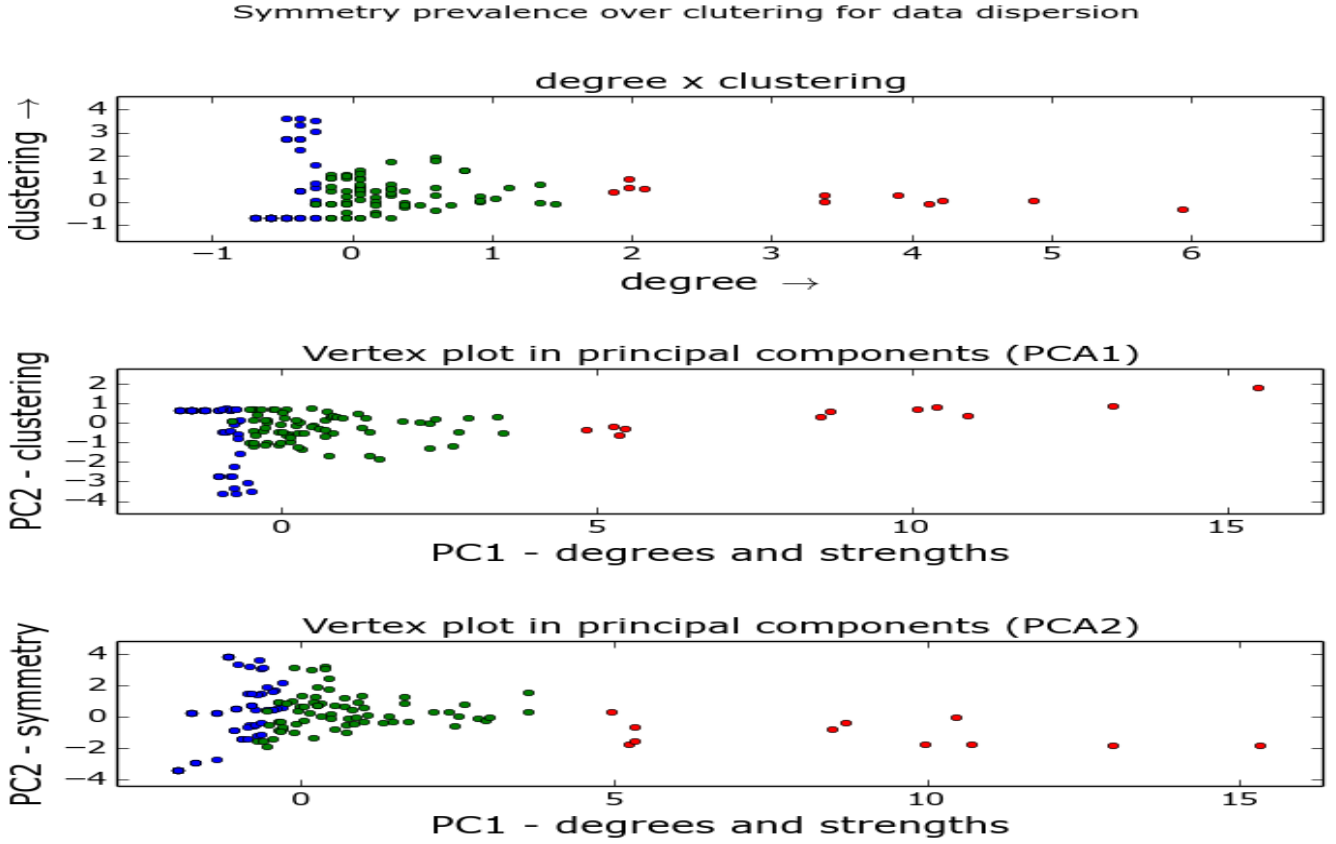 Symmetry prevalence over clutering for data dispersion
degree x clustering
clustering →
4
3
2
1
0
−1
−1 0 1 2 3 4 5 6
degree →
Vertex plot in principal components (PCA1)
PC2 - clustering
2
1
0
−1
−2
−3
−4
0 5 10 15
PC1 - degrees and strengths
Vertex plot in principal components (PCA2)
PC2 - symmetry
4
2
0
−2
−4
0 5 10 15
PC1 - degrees and strengths